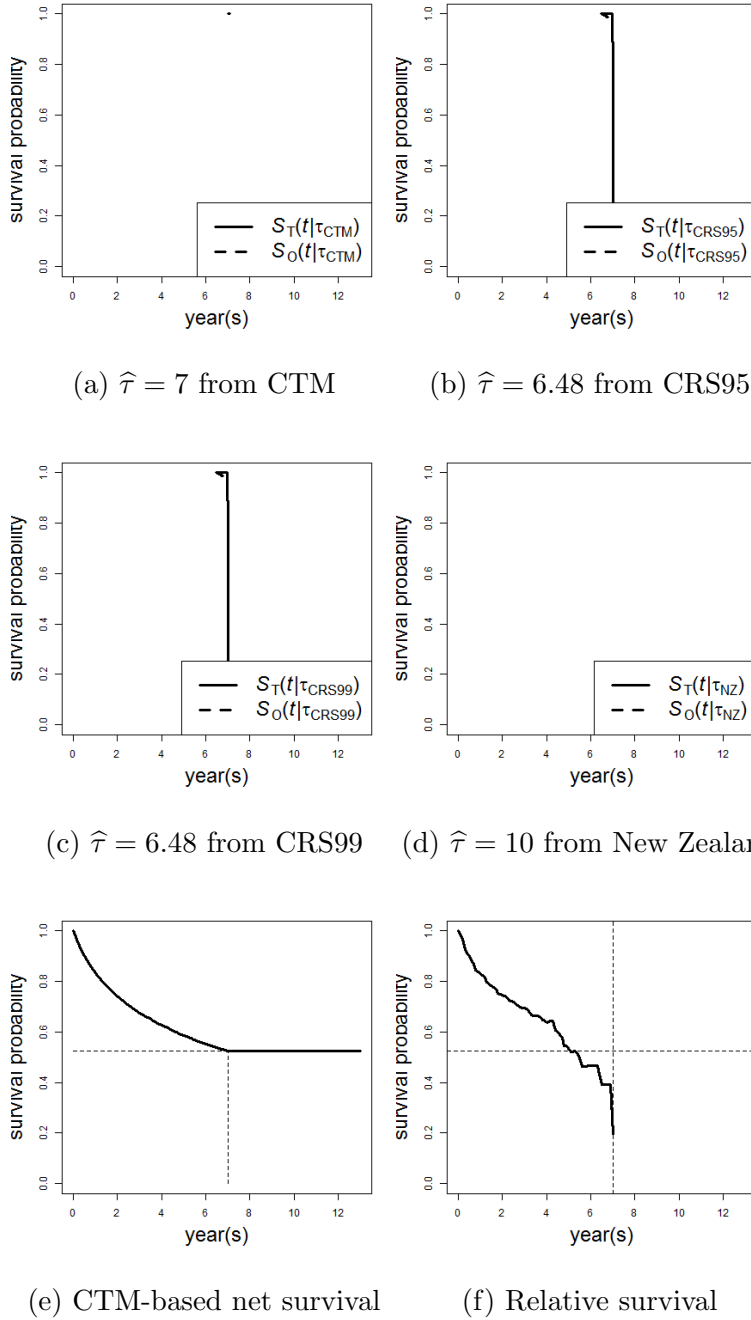 survival probability
0.0 0.2 0.4 0.6 0.8 1.0
S_T(t|τ_CTM)
S_O(t|τ_CTM)
0 2 4 6 8 10 12
year(s)
(a) τ̂ = 7 from CTM
survival probability
0.0 0.2 0.4 0.6 0.8 1.0
S_T(t|τ_CRS95)
S_O(t|τ_CRS95)
0 2 4 6 8 10 12
year(s)
(b) τ̂ = 6.48 from CRS95
survival probability
0.0 0.2 0.4 0.6 0.8 1.0
S_T(t|τ_CRS99)
S_O(t|τ_CRS99)
0 2 4 6 8 10 12
year(s)
(c) τ̂ = 6.48 from CRS99
survival probability
0.0 0.2 0.4 0.6 0.8 1.0
S_T(t|τ_NZ)
S_O(t|τ_NZ)
0 2 4 6 8 10 12
year(s)
(d) τ̂ = 10 from New Zealan
survival probability
0.0 0.2 0.4 0.6 0.8 1.0
0 2 4 6 8 10 12
year(s)
(e) CTM-based net survival
survival probability
0.0 0.2 0.4 0.6 0.8 1.0
0 2 4 6 8 10 12
year(s)
(f) Relative survival